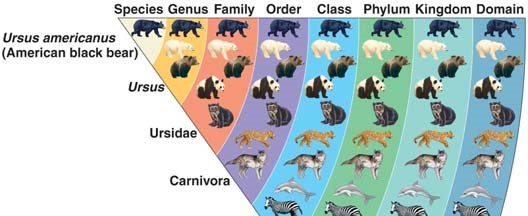 Species Genus Family Order Class Phylum Kingdom Domain
Ursus americanus
(American black bear)
Ursus
Ursidae
Carnivora